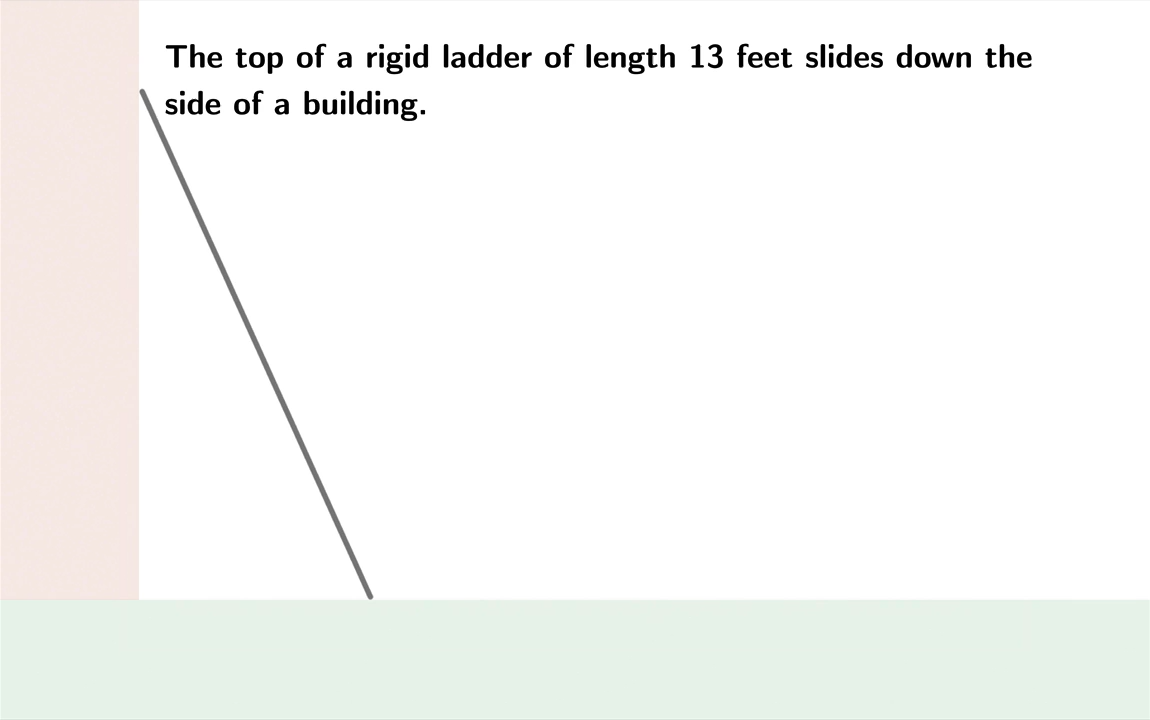 The top of a rigid ladder of length 13 feet slides down the
side of a building.